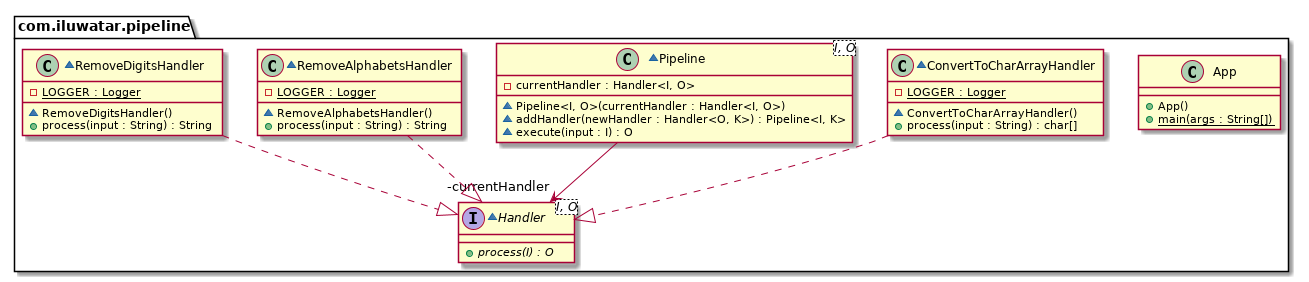 com.iluwatar.pipeline
C RemoveDigitsHandler
LOGGER : Logger
RemoveDigitsHandler()
process(input : String) : String
C RemoveAlphabetsHandler
LOGGER : Logger
RemoveAlphabetsHandler()
process(input : String) : String
C Pipeline
I, O
currentHandler : Handler<I, O>
Pipeline<I, O>(currentHandler : Handler<I, O>)
addHandler(newHandler : Handler<O, K>) : Pipeline<I, K>
execute(input : I) : O
C ConvertToCharArrayHandler
LOGGER : Logger
ConvertToCharArrayHandler()
process(input : String) : char[]
C App
App()
main(args : String[])
-currentHandler
I Handler
I, O
process(I) : O